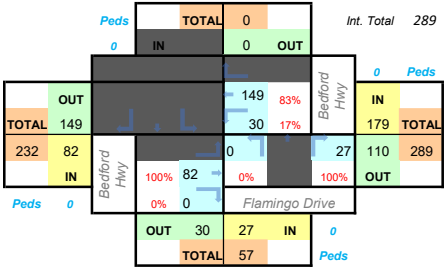 Peds TOTAL 0 Int. Total 289
0 IN 0 OUT
Bedford Hwy
0 Peds
OUT 149 83% IN
TOTAL 149 30 17% 179 TOTAL
232 82 0 27 110 289
IN Bedford Hwy 100% 82 0% 100% OUT
Peds 0 0% 0 Flamingo Drive
OUT 30 27 IN 0
TOTAL 57 Peds